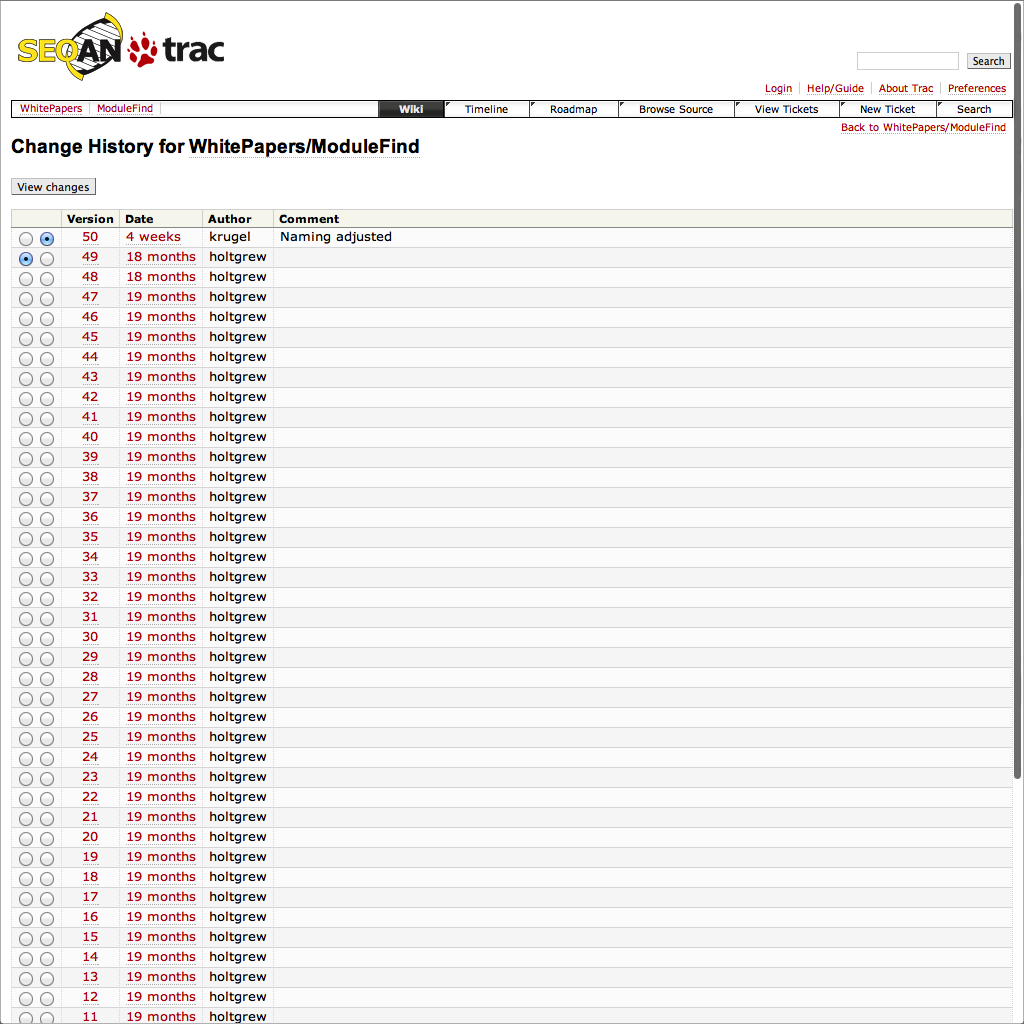 SEQAN trac
Search
Login Help/Guide About Trac Preferences
WhitePapers ModuleFind Wiki Timeline Roadmap Browse Source View Tickets New Ticket Search
Back to WhitePapers/ModuleFind
Change History for WhitePapers/ModuleFind
View changes
Version Date Author Comment
50 4 weeks krugel Naming adjusted
49 18 months holtgrew
48 18 months holtgrew
47 19 months holtgrew
46 19 months holtgrew
45 19 months holtgrew
44 19 months holtgrew
43 19 months holtgrew
42 19 months holtgrew
41 19 months holtgrew
40 19 months holtgrew
39 19 months holtgrew
38 19 months holtgrew
37 19 months holtgrew
36 19 months holtgrew
35 19 months holtgrew
34 19 months holtgrew
33 19 months holtgrew
32 19 months holtgrew
31 19 months holtgrew
30 19 months holtgrew
29 19 months holtgrew
28 19 months holtgrew
27 19 months holtgrew
26 19 months holtgrew
25 19 months holtgrew
24 19 months holtgrew
23 19 months holtgrew
22 19 months holtgrew
21 19 months holtgrew
20 19 months holtgrew
19 19 months holtgrew
18 19 months holtgrew
17 19 months holtgrew
16 19 months holtgrew
15 19 months holtgrew
14 19 months holtgrew
13 19 months holtgrew
12 19 months holtgrew
11 19 months holtgrew